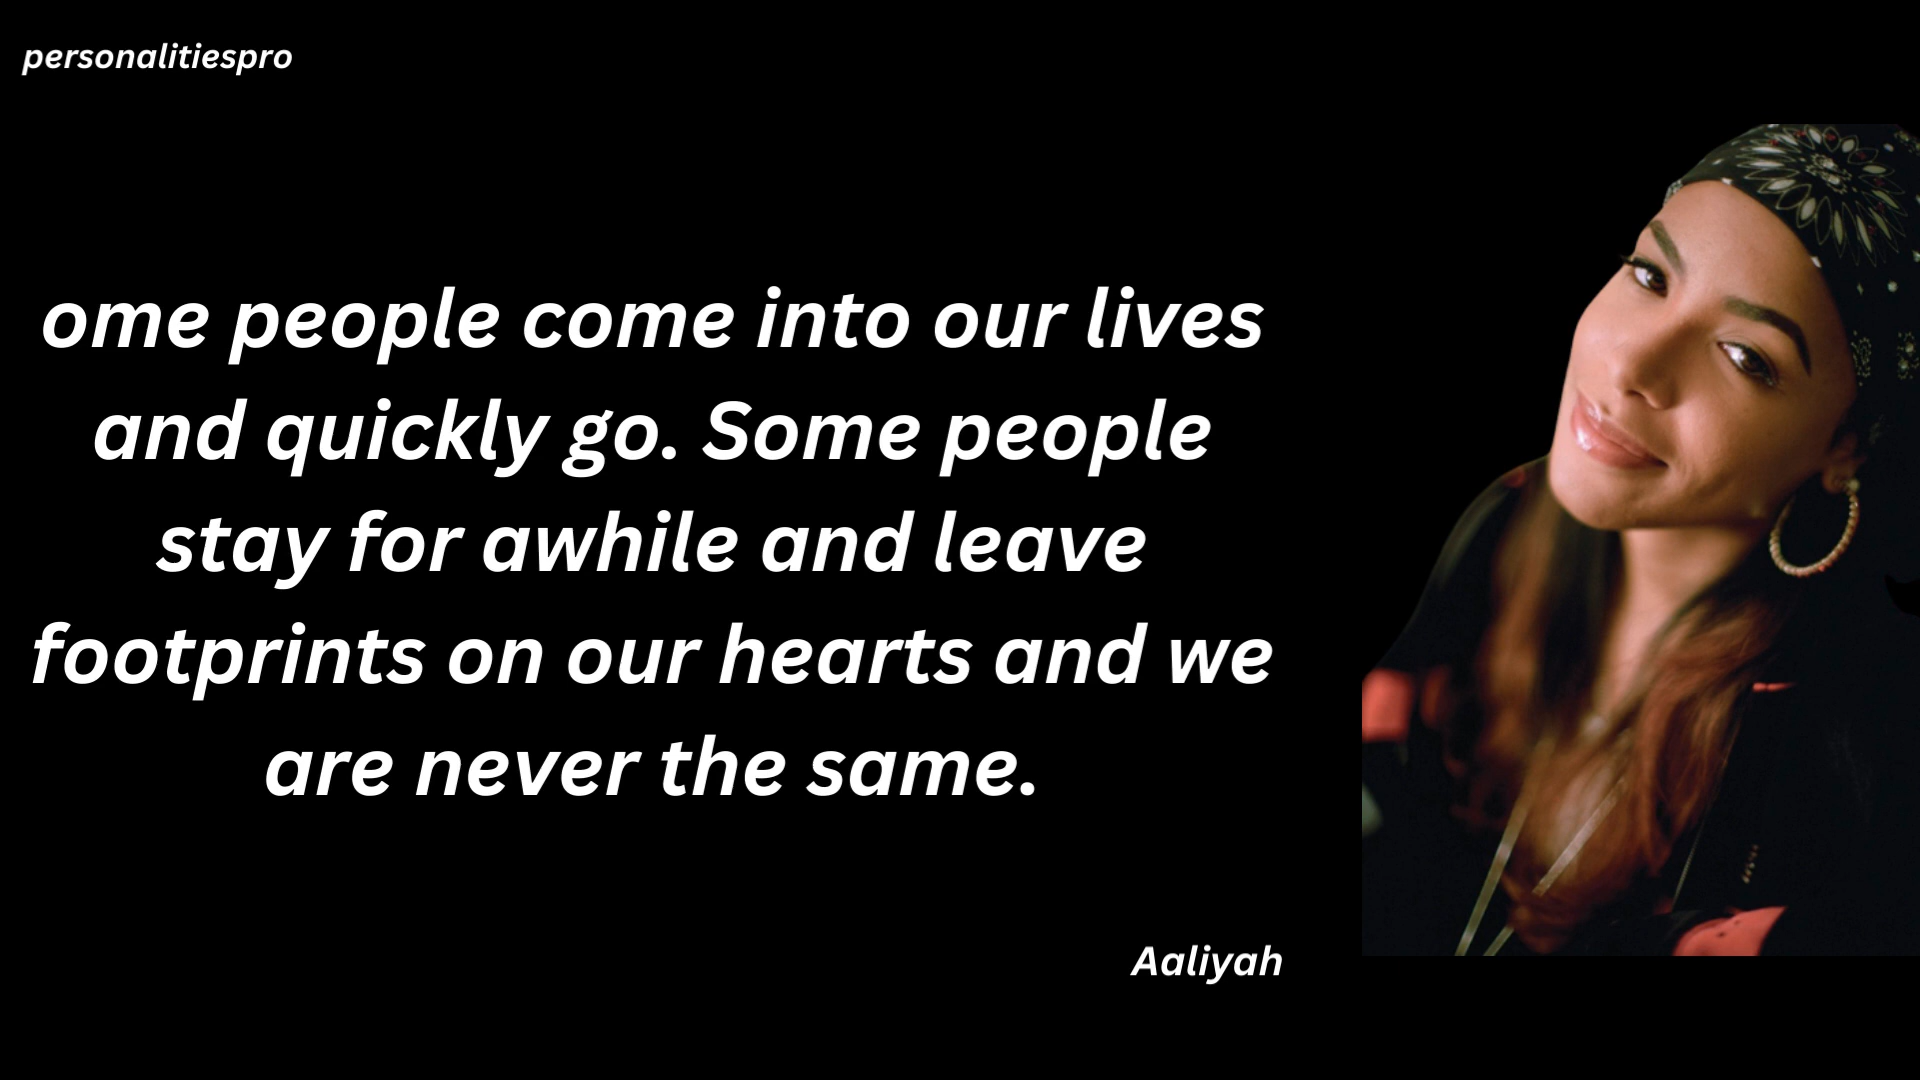 personalitiespro
ome people come into our lives
and quickly go. Some people
stay for awhile and leave
footprints on our hearts and we
are never the same.
Aaliyah